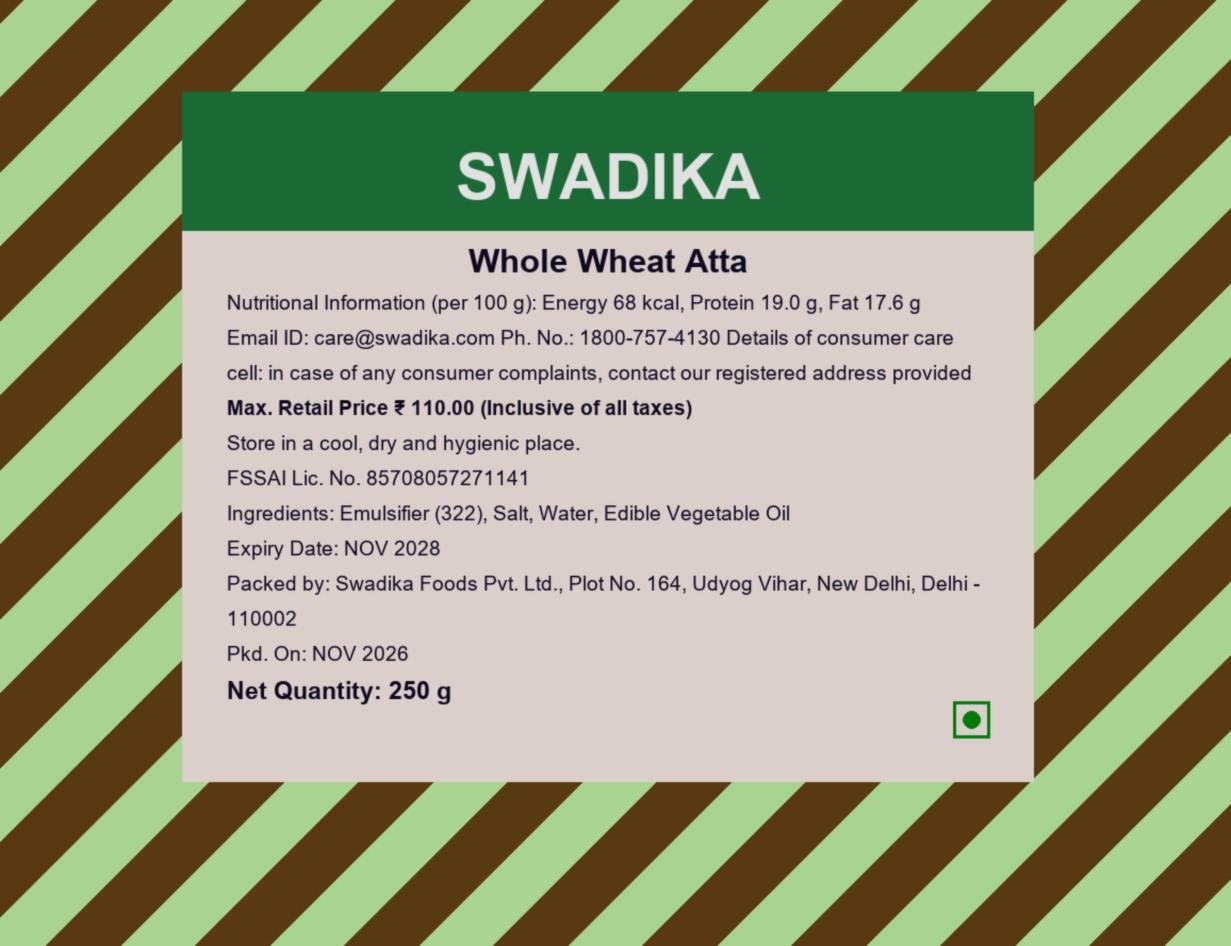 SWADIKA
Whole Wheat Atta
Nutritional Information (per 100 g): Energy 68 kcal, Protein 19.0 g, Fat 17.6 g
Email ID: care@swadika.com Ph. No.: 1800-757-4130 Details of consumer care
cell: in case of any consumer complaints, contact our registered address provided
Max. Retail Price ₹ 110.00 (Inclusive of all taxes)
Store in a cool, dry and hygienic place.
FSSAI Lic. No. 85708057271141
Ingredients: Emulsifier (322), Salt, Water, Edible Vegetable Oil
Expiry Date: NOV 2028
Packed by: Swadika Foods Pvt. Ltd., Plot No. 164, Udyog Vihar, New Delhi, Delhi -
110002
Pkd. On: NOV 2026
Net Quantity: 250 g